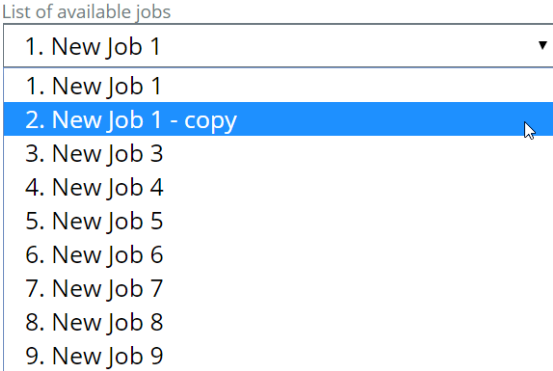 List of available jobs
1. New Job 1
1. New Job 1
2. New Job 1 - copy
3. New Job 3
4. New Job 4
5. New Job 5
6. New Job 6
7. New Job 7
8. New Job 8
9. New Job 9